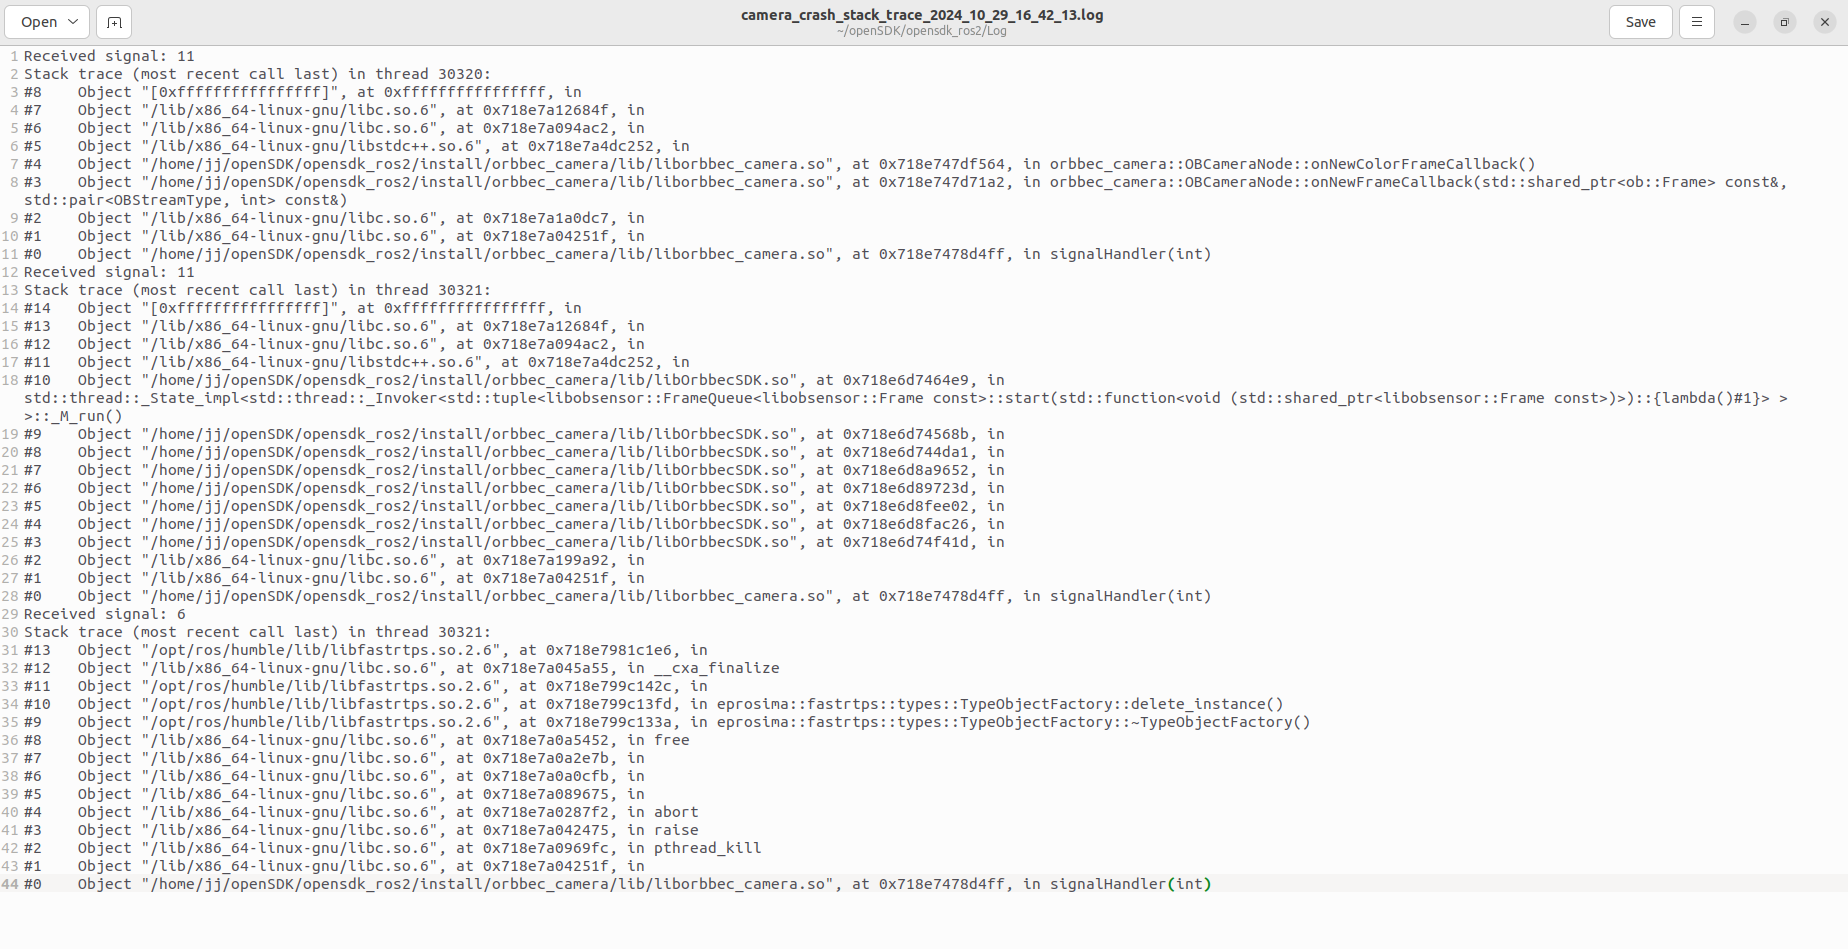 Open
camera_crash_stack_trace_2024_10_29_16_42_13.log
~/openSDK/opensdk_ros2/Log
Save
1 Received signal: 11
2 Stack trace (most recent call last) in thread 30320:
3 #8    Object "[0xffffffffffffffff]", at 0xffffffffffffffff, in
4 #7    Object "/lib/x86_64-linux-gnu/libc.so.6", at 0x718e7a12684f, in
5 #6    Object "/lib/x86_64-linux-gnu/libc.so.6", at 0x718e7a094ac2, in
6 #5    Object "/lib/x86_64-linux-gnu/libstdc++.so.6", at 0x718e7a4dc252, in
7 #4    Object "/home/jj/openSDK/opensdk_ros2/install/orbbec_camera/lib/liborbbec_camera.so", at 0x718e747df564, in orbbec_camera::OBCameraNode::onNewColorFrameCallback()
8 #3    Object "/home/jj/openSDK/opensdk_ros2/install/orbbec_camera/lib/liborbbec_camera.so", at 0x718e747d71a2, in orbbec_camera::OBCameraNode::onNewFrameCallback(std::shared_ptr<ob::Frame> const&,
std::pair<OBStreamType, int> const&)
9 #2    Object "/lib/x86_64-linux-gnu/libc.so.6", at 0x718e7a1a0dc7, in
10 #1    Object "/lib/x86_64-linux-gnu/libc.so.6", at 0x718e7a04251f, in
11 #0    Object "/home/jj/openSDK/opensdk_ros2/install/orbbec_camera/lib/liborbbec_camera.so", at 0x718e7478d4ff, in signalHandler(int)
12 Received signal: 11
13 Stack trace (most recent call last) in thread 30321:
14 #14   Object "[0xffffffffffffffff]", at 0xffffffffffffffff, in
15 #13   Object "/lib/x86_64-linux-gnu/libc.so.6", at 0x718e7a12684f, in
16 #12   Object "/lib/x86_64-linux-gnu/libc.so.6", at 0x718e7a094ac2, in
17 #11   Object "/lib/x86_64-linux-gnu/libstdc++.so.6", at 0x718e7a4dc252, in
18 #10   Object "/home/jj/openSDK/opensdk_ros2/install/orbbec_camera/lib/libOrbbecSDK.so", at 0x718e6d7464e9, in
std::thread::_State_impl<std::thread::_Invoker<std::tuple<libobsensor::FrameQueue<libobsensor::Frame const>::start(std::function<void (std::shared_ptr<libobsensor::Frame const>)>)::{lambda()#1}> >
>::_M_run()
19 #9    Object "/home/jj/openSDK/opensdk_ros2/install/orbbec_camera/lib/libOrbbecSDK.so", at 0x718e6d74568b, in
20 #8    Object "/home/jj/openSDK/opensdk_ros2/install/orbbec_camera/lib/libOrbbecSDK.so", at 0x718e6d744da1, in
21 #7    Object "/home/jj/openSDK/opensdk_ros2/install/orbbec_camera/lib/libOrbbecSDK.so", at 0x718e6d8a9652, in
22 #6    Object "/home/jj/openSDK/opensdk_ros2/install/orbbec_camera/lib/libOrbbecSDK.so", at 0x718e6d89723d, in
23 #5    Object "/home/jj/openSDK/opensdk_ros2/install/orbbec_camera/lib/libOrbbecSDK.so", at 0x718e6d8fee02, in
24 #4    Object "/home/jj/openSDK/opensdk_ros2/install/orbbec_camera/lib/libOrbbecSDK.so", at 0x718e6d8fac26, in
25 #3    Object "/home/jj/openSDK/opensdk_ros2/install/orbbec_camera/lib/libOrbbecSDK.so", at 0x718e6d74f41d, in
26 #2    Object "/lib/x86_64-linux-gnu/libc.so.6", at 0x718e7a199a92, in
27 #1    Object "/lib/x86_64-linux-gnu/libc.so.6", at 0x718e7a04251f, in
28 #0    Object "/home/jj/openSDK/opensdk_ros2/install/orbbec_camera/lib/liborbbec_camera.so", at 0x718e7478d4ff, in signalHandler(int)
29 Received signal: 6
30 Stack trace (most recent call last) in thread 30321:
31 #13   Object "/opt/ros/humble/lib/libfastrtps.so.2.6", at 0x718e7981c1e6, in
32 #12   Object "/lib/x86_64-linux-gnu/libc.so.6", at 0x718e7a045a55, in __cxa_finalize
33 #11   Object "/opt/ros/humble/lib/libfastrtps.so.2.6", at 0x718e799c142c, in
34 #10   Object "/opt/ros/humble/lib/libfastrtps.so.2.6", at 0x718e799c13fd, in eprosima::fastrtps::types::TypeObjectFactory::delete_instance()
35 #9    Object "/opt/ros/humble/lib/libfastrtps.so.2.6", at 0x718e799c133a, in eprosima::fastrtps::types::TypeObjectFactory::~TypeObjectFactory()
36 #8    Object "/lib/x86_64-linux-gnu/libc.so.6", at 0x718e7a0a5452, in free
37 #7    Object "/lib/x86_64-linux-gnu/libc.so.6", at 0x718e7a0a2e7b, in
38 #6    Object "/lib/x86_64-linux-gnu/libc.so.6", at 0x718e7a0a0cfb, in
39 #5    Object "/lib/x86_64-linux-gnu/libc.so.6", at 0x718e7a089675, in
40 #4    Object "/lib/x86_64-linux-gnu/libc.so.6", at 0x718e7a0287f2, in abort
41 #3    Object "/lib/x86_64-linux-gnu/libc.so.6", at 0x718e7a042475, in raise
42 #2    Object "/lib/x86_64-linux-gnu/libc.so.6", at 0x718e7a0969fc, in pthread_kill
43 #1    Object "/lib/x86_64-linux-gnu/libc.so.6", at 0x718e7a04251f, in
44 #0    Object "/home/jj/openSDK/opensdk_ros2/install/orbbec_camera/lib/liborbbec_camera.so", at 0x718e7478d4ff, in signalHandler(int)